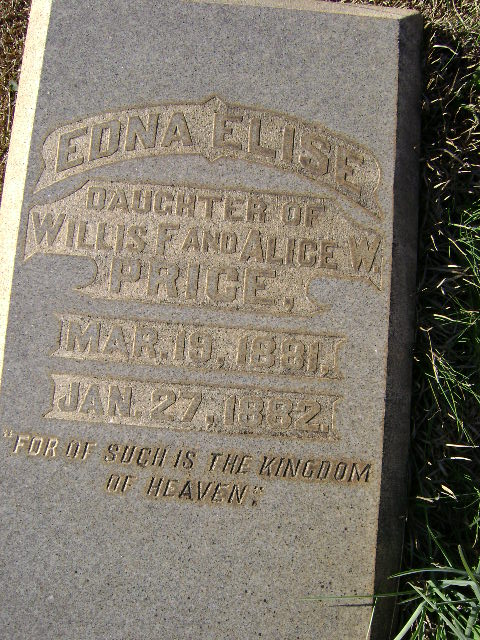 EDNA ELISE
DAUGHTER OF
WILLIS F. AND ALICE W.
PRICE,
MAR. 19, 1881.
JAN. 27, 1882.
"FOR OF SUCH IS THE KINGDOM
OF HEAVEN".